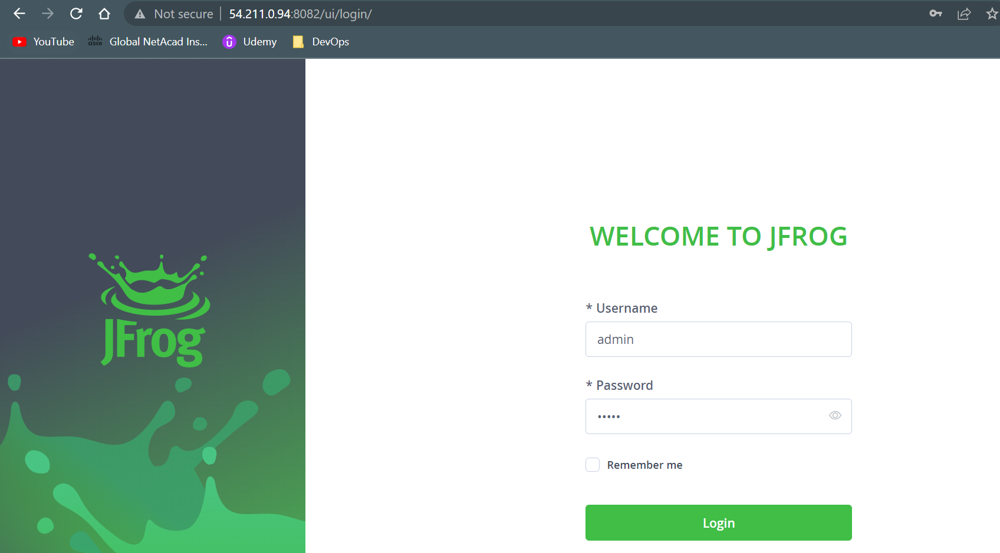 Not secure 54.211.0.94:8082/ui/login/
YouTube Global NetAcad Ins... Udemy DevOps
WELCOME TO JFROG
JFrog
* Username
admin
* Password
•••••
Remember me
Login